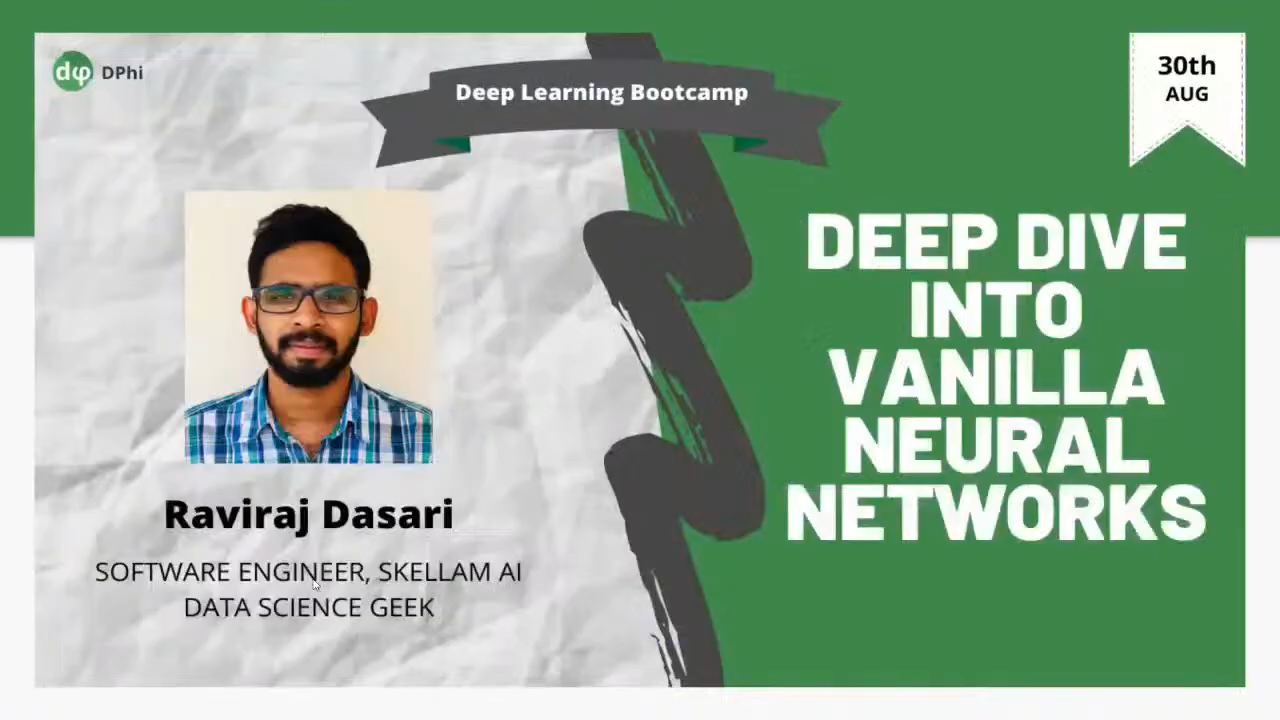 dφ DPhi
Deep Learning Bootcamp
30th
AUG
DEEP DIVE
INTO
VANILLA
NEURAL
NETWORKS
Raviraj Dasari
SOFTWARE ENGINEER, SKELLAM AI
DATA SCIENCE GEEK